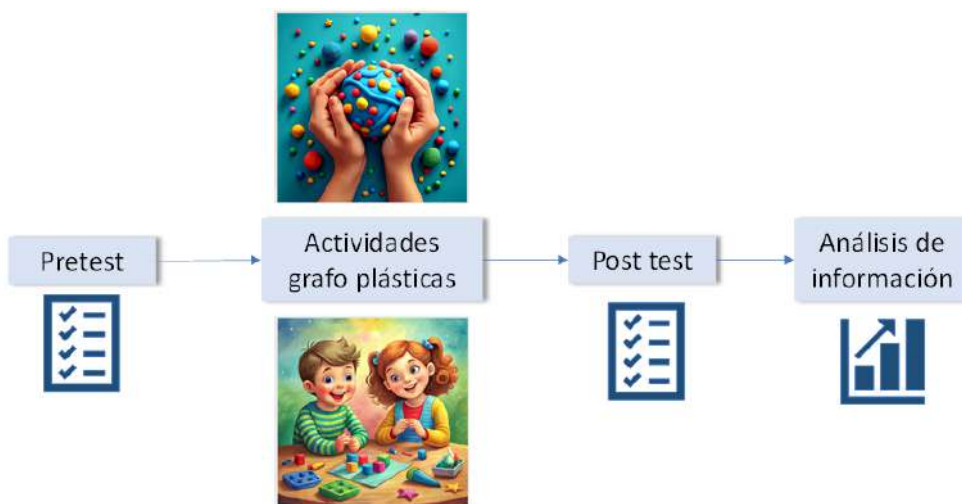 Pretest
Actividades
grafo plásticas
Post test
Análisis de
información